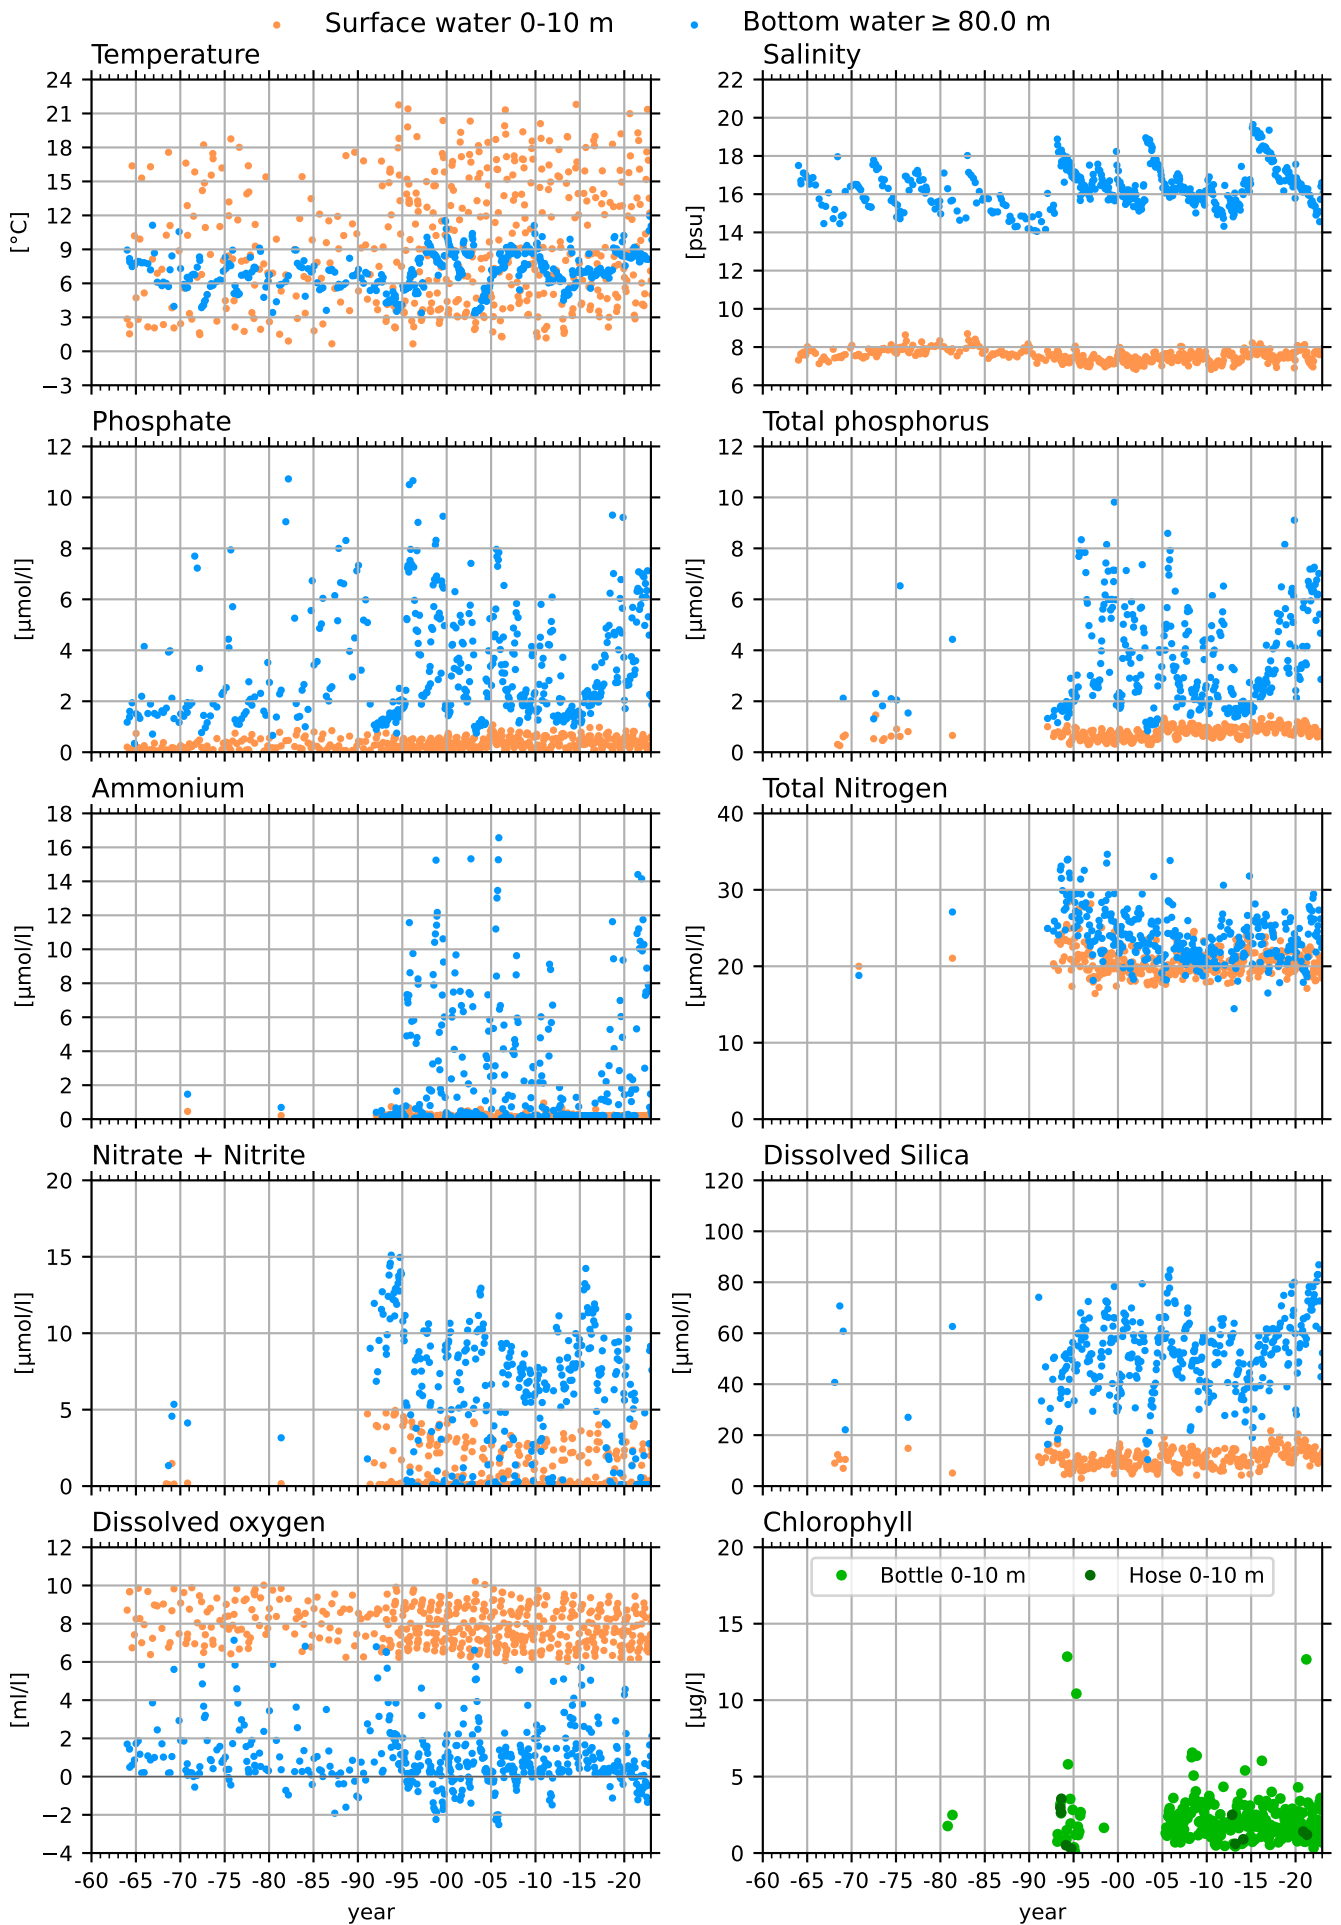 Surface water 0-10 m
Bottom water ≥ 80.0 m
Temperature
24
21
18
15
12
9
6
3
0
−3
[°C]
Salinity
22
20
18
16
14
12
10
8
6
[psu]
Phosphate
12
10
8
6
4
2
0
[µmol/l]
Total phosphorus
12
10
8
6
4
2
0
[µmol/l]
Ammonium
18
16
14
12
10
8
6
4
2
0
[µmol/l]
Total Nitrogen
40
30
20
10
0
[µmol/l]
Nitrate + Nitrite
20
15
10
5
0
[µmol/l]
Dissolved Silica
120
100
80
60
40
20
0
[µmol/l]
Dissolved oxygen
12
10
8
6
4
2
0
−2
−4
[ml/l]
-60 -65 -70 -75 -80 -85 -90 -95 -00 -05 -10 -15 -20
year
Chlorophyll
Bottle 0-10 m
Hose 0-10 m
20
15
10
5
0
[µg/l]
-60 -65 -70 -75 -80 -85 -90 -95 -00 -05 -10 -15 -20
year